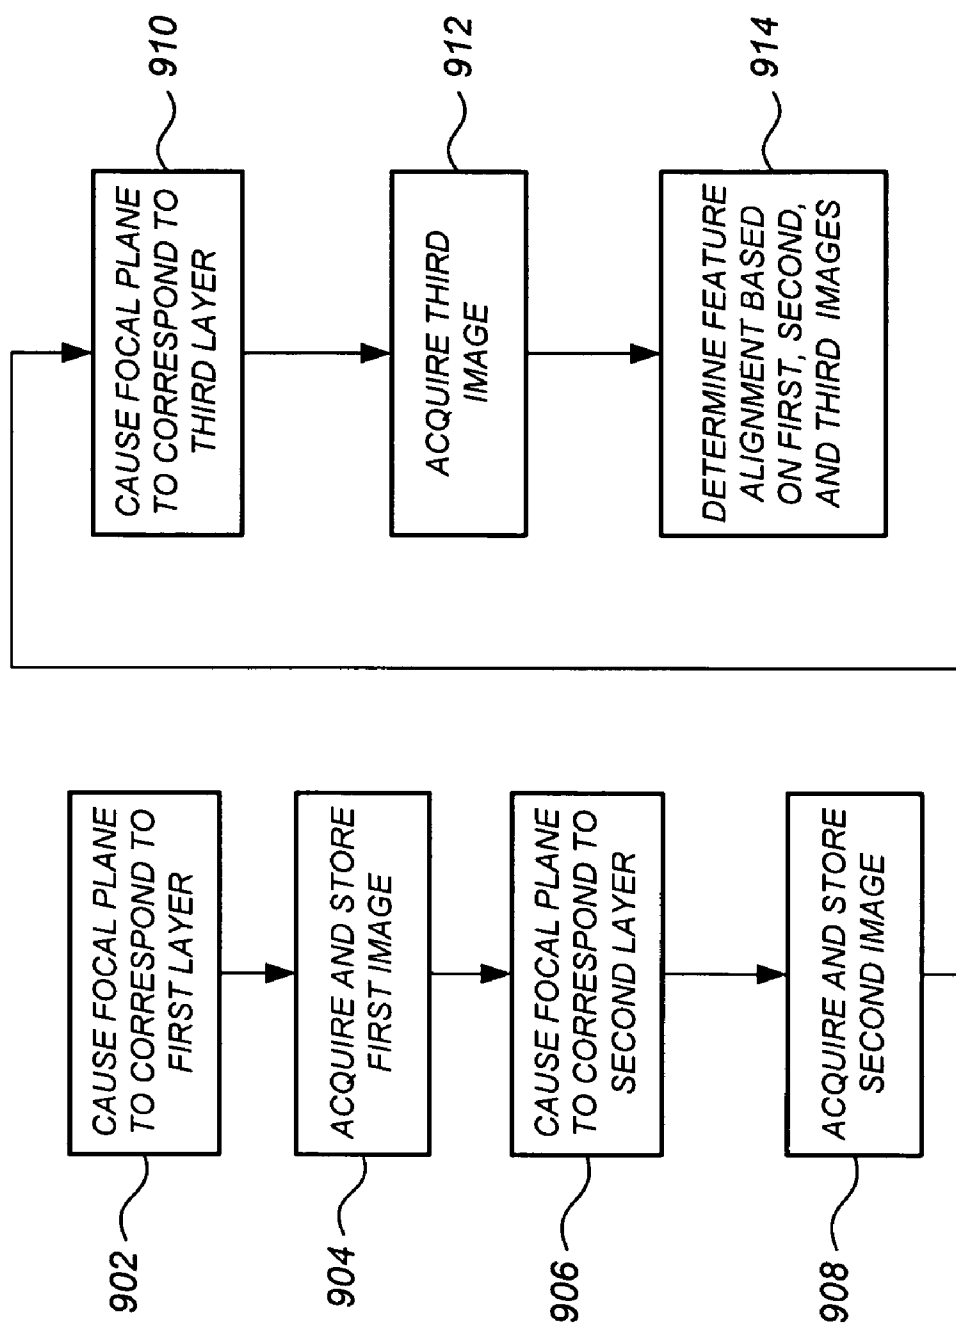 902
CAUSE FOCAL PLANE
TO CORRESPOND TO
FIRST LAYER
904
ACQUIRE AND STORE
FIRST IMAGE
906
CAUSE FOCAL PLANE
TO CORRESPOND TO
SECOND LAYER
908
ACQUIRE AND STORE
SECOND IMAGE
910
CAUSE FOCAL PLANE
TO CORRESPOND TO
THIRD LAYER
912
ACQUIRE THIRD
IMAGE
914
DETERMINE FEATURE
ALIGNMENT BASED
ON FIRST, SECOND,
AND THIRD IMAGES